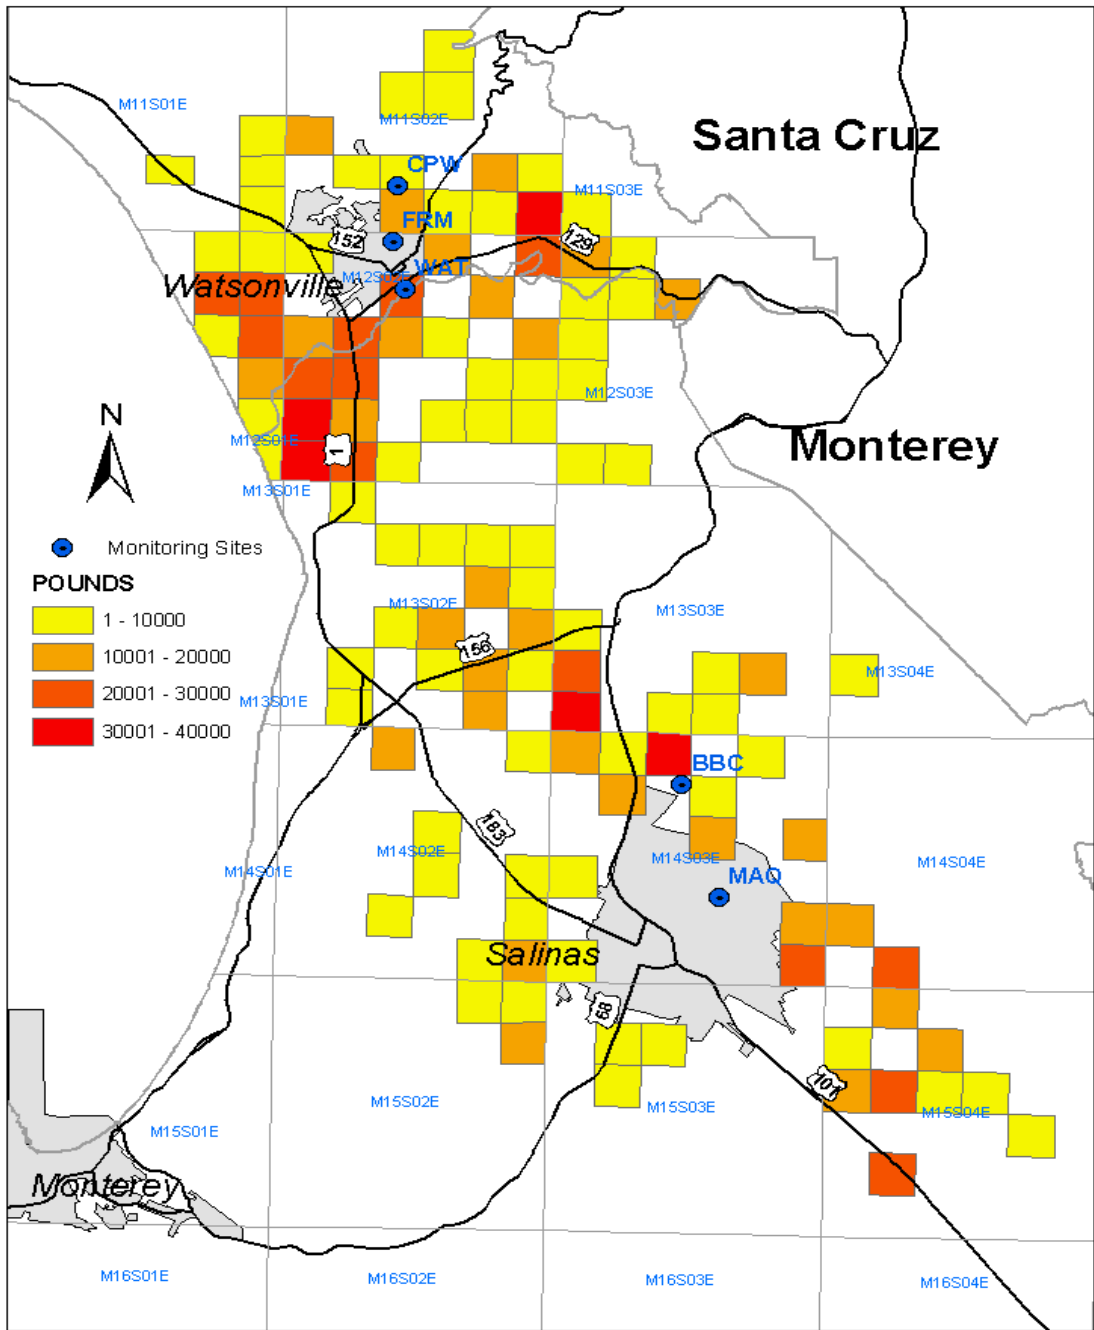 M11S01E
M11S02E
Santa Cruz
CPW
M11S03E
FRM
152
129
WAT
M12S02E
Watsonville
M12S03E
N
M12S01E
1
Monterey
M13S01E
Monitoring Sites
POUNDS
1 - 10000
10001 - 20000
20001 - 30000
30001 - 40000
M13S02E
M13S03E
156
M13S04E
M13S01E
BBC
183
M14S02E
M14S03E
M14S04E
M14S01E
MAQ
Salinas
68
101
M15S02E
M15S03E
M15S04E
M15S01E
Monterey
M16S01E
M16S02E
M16S03E
M16S04E